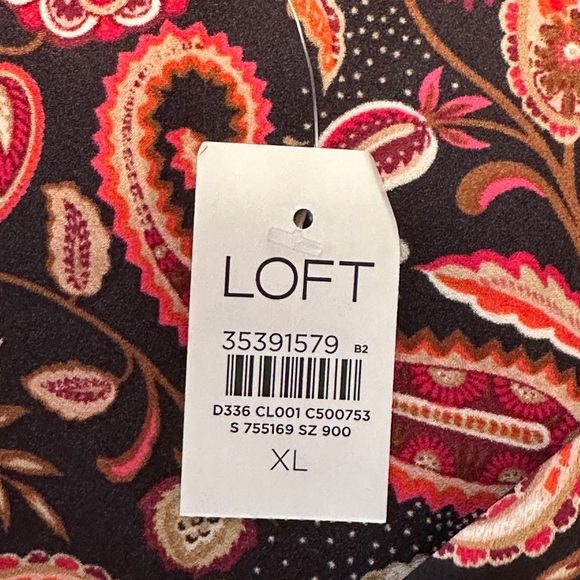 LOFT
35391579 B2
D336 CL001 C500753
S 755169 SZ 900
XL